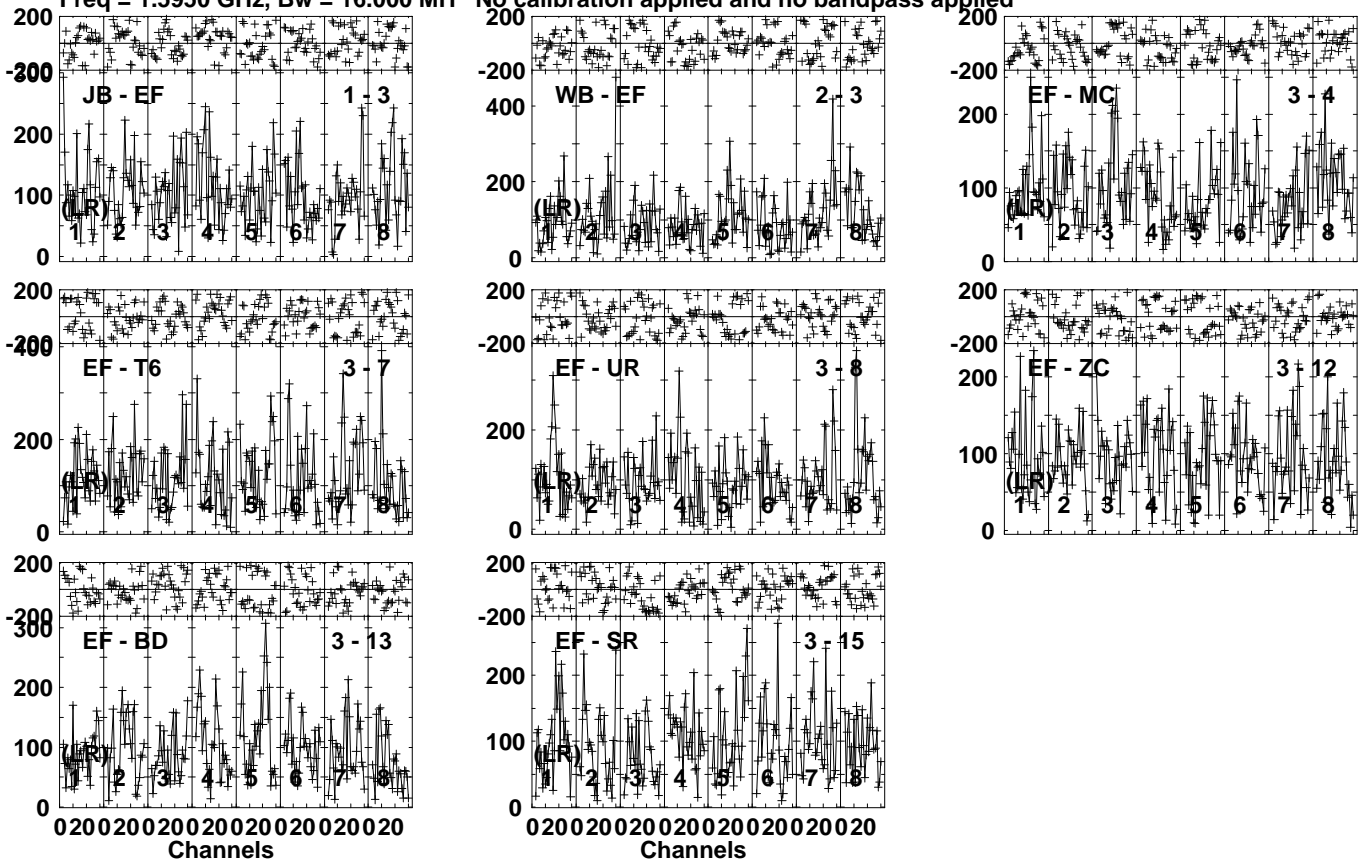 Freq = 1.5950 GHz, Bw = 16.000 MH No calibration applied and no bandpass applied
-200 -200 200 -200
300
JB - EF 1 - 3
WB - EF 2 - 3
EF - MC 3 - 4
200 400 200
100 200 100
(LR) (LR) (LR)
1 2 3 4 5 6 7 8 1 2 3 4 5 6 7 8 1 2 3 4 5 6 7 8
0 0 0
200 200 200
-200 -200 -200
400
EF - T6 3 - 7
EF - UR 3 - 8
EF - ZC 3 - 12
200 200 200
100
(LR) (LR) (LR)
1 2 3 4 5 6 7 8 1 2 3 4 5 6 7 8 1 2 3 4 5 6 7 8
0 0 0
200 200
-200 -200
300
EF - BD 3 - 13
EF - SR 3 - 15
200 200
100 100
(LR) (LR)
1 2 3 4 5 6 7 8 1 2 3 4 5 6 7 8
0 0
0 20 0 20 0 20 0 20 0 20 0 20 0 20 0 20 0 20 0 20 0 20 0 20 0 20 0 20 0 20 0 20
Channels Channels